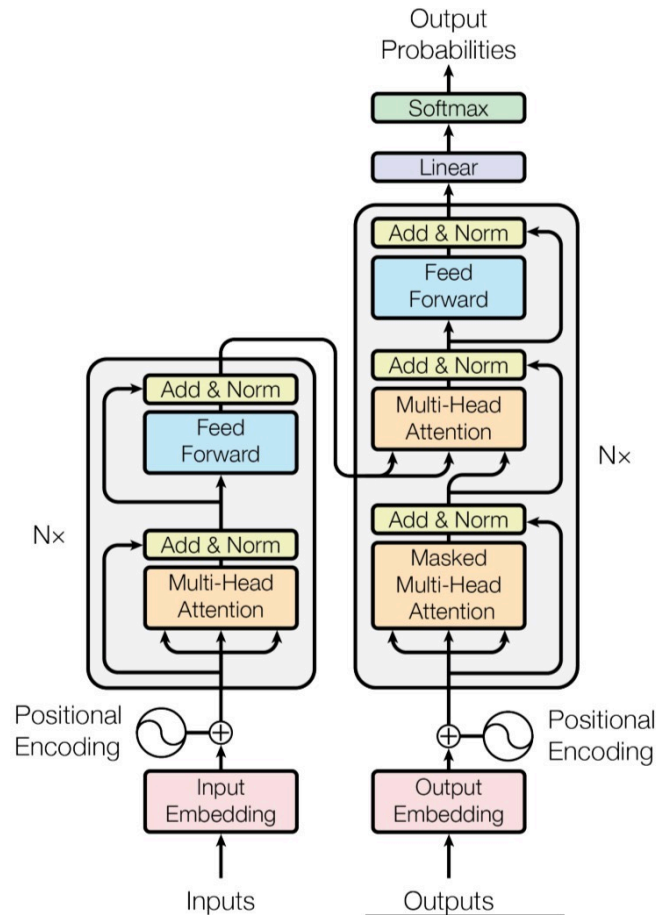 Output
Probabilities
Softmax
Linear
Add & Norm
Feed
Forward
Add & Norm
Multi-Head
Attention
Add & Norm
Masked
Multi-Head
Attention
Nx
Add & Norm
Feed
Forward
Add & Norm
Multi-Head
Attention
Nx
Positional
Encoding
Positional
Encoding
Input
Embedding
Output
Embedding
Inputs
Outputs